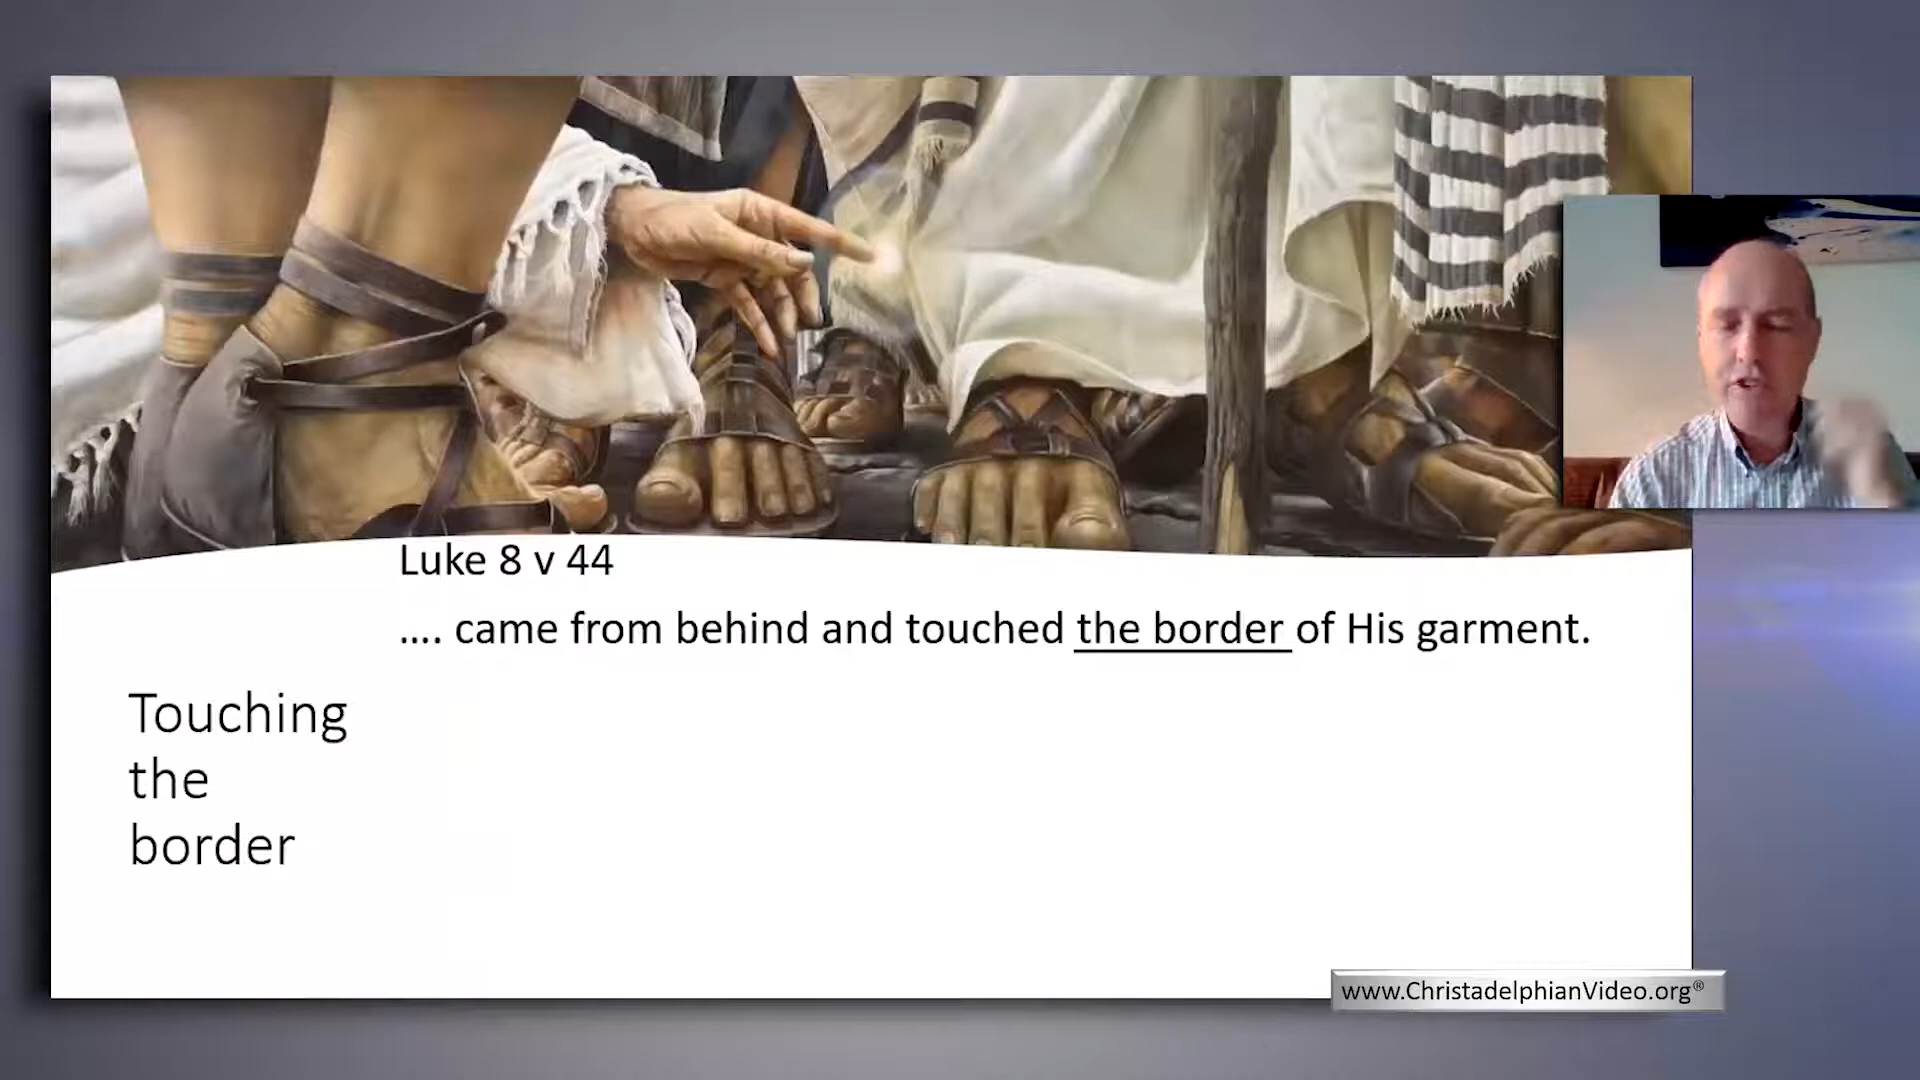 Luke 8 v 44
.... came from behind and touched the border of His garment.
Touching
the
border
www.ChristadelphianVideo.org®